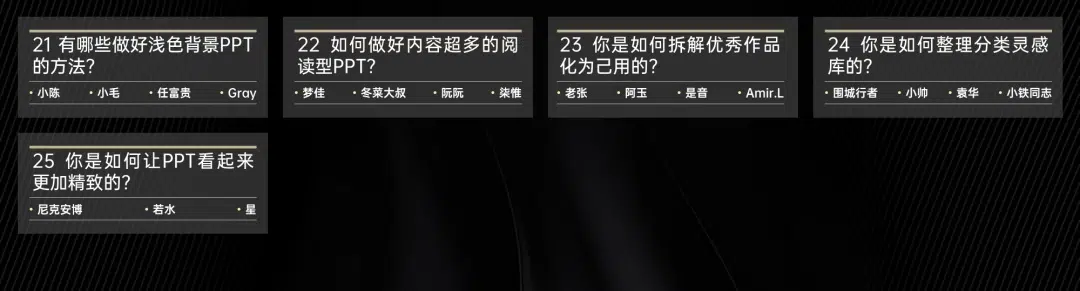 21 有哪些做好浅色背景PPT
的方法？
• 小陈 • 小毛 • 任富贵 • Gray
22 如何做好内容超多的阅
读型PPT？
• 梦佳 • 冬菜大叔 • 阮阮 • 柒惟
23 你是如何拆解优秀作品
化为己用的？
• 老张 • 阿玉 • 是音 • Amir.L
24 你是如何整理分类灵感
库的？
• 围城行者 • 小帅 • 袁华 • 小铁同志
25 你是如何让PPT看起来
更加精致的？
• 尼克安博 • 若水 • 星